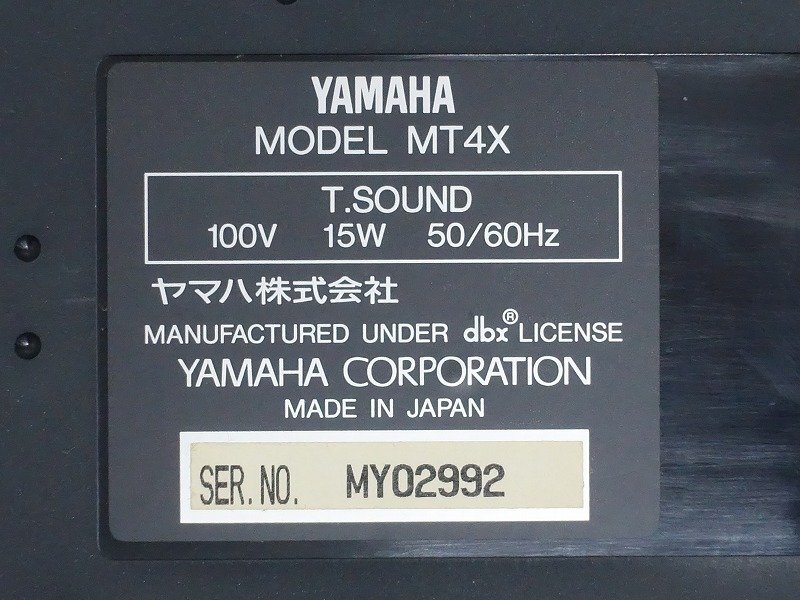 YAMAHA
MODEL MT4X
T.SOUND
100V 15W 50/60Hz
ヤマハ株式会社
MANUFACTURED UNDER dbx® LICENSE
YAMAHA CORPORATION
MADE IN JAPAN
SER. NO. MY02992